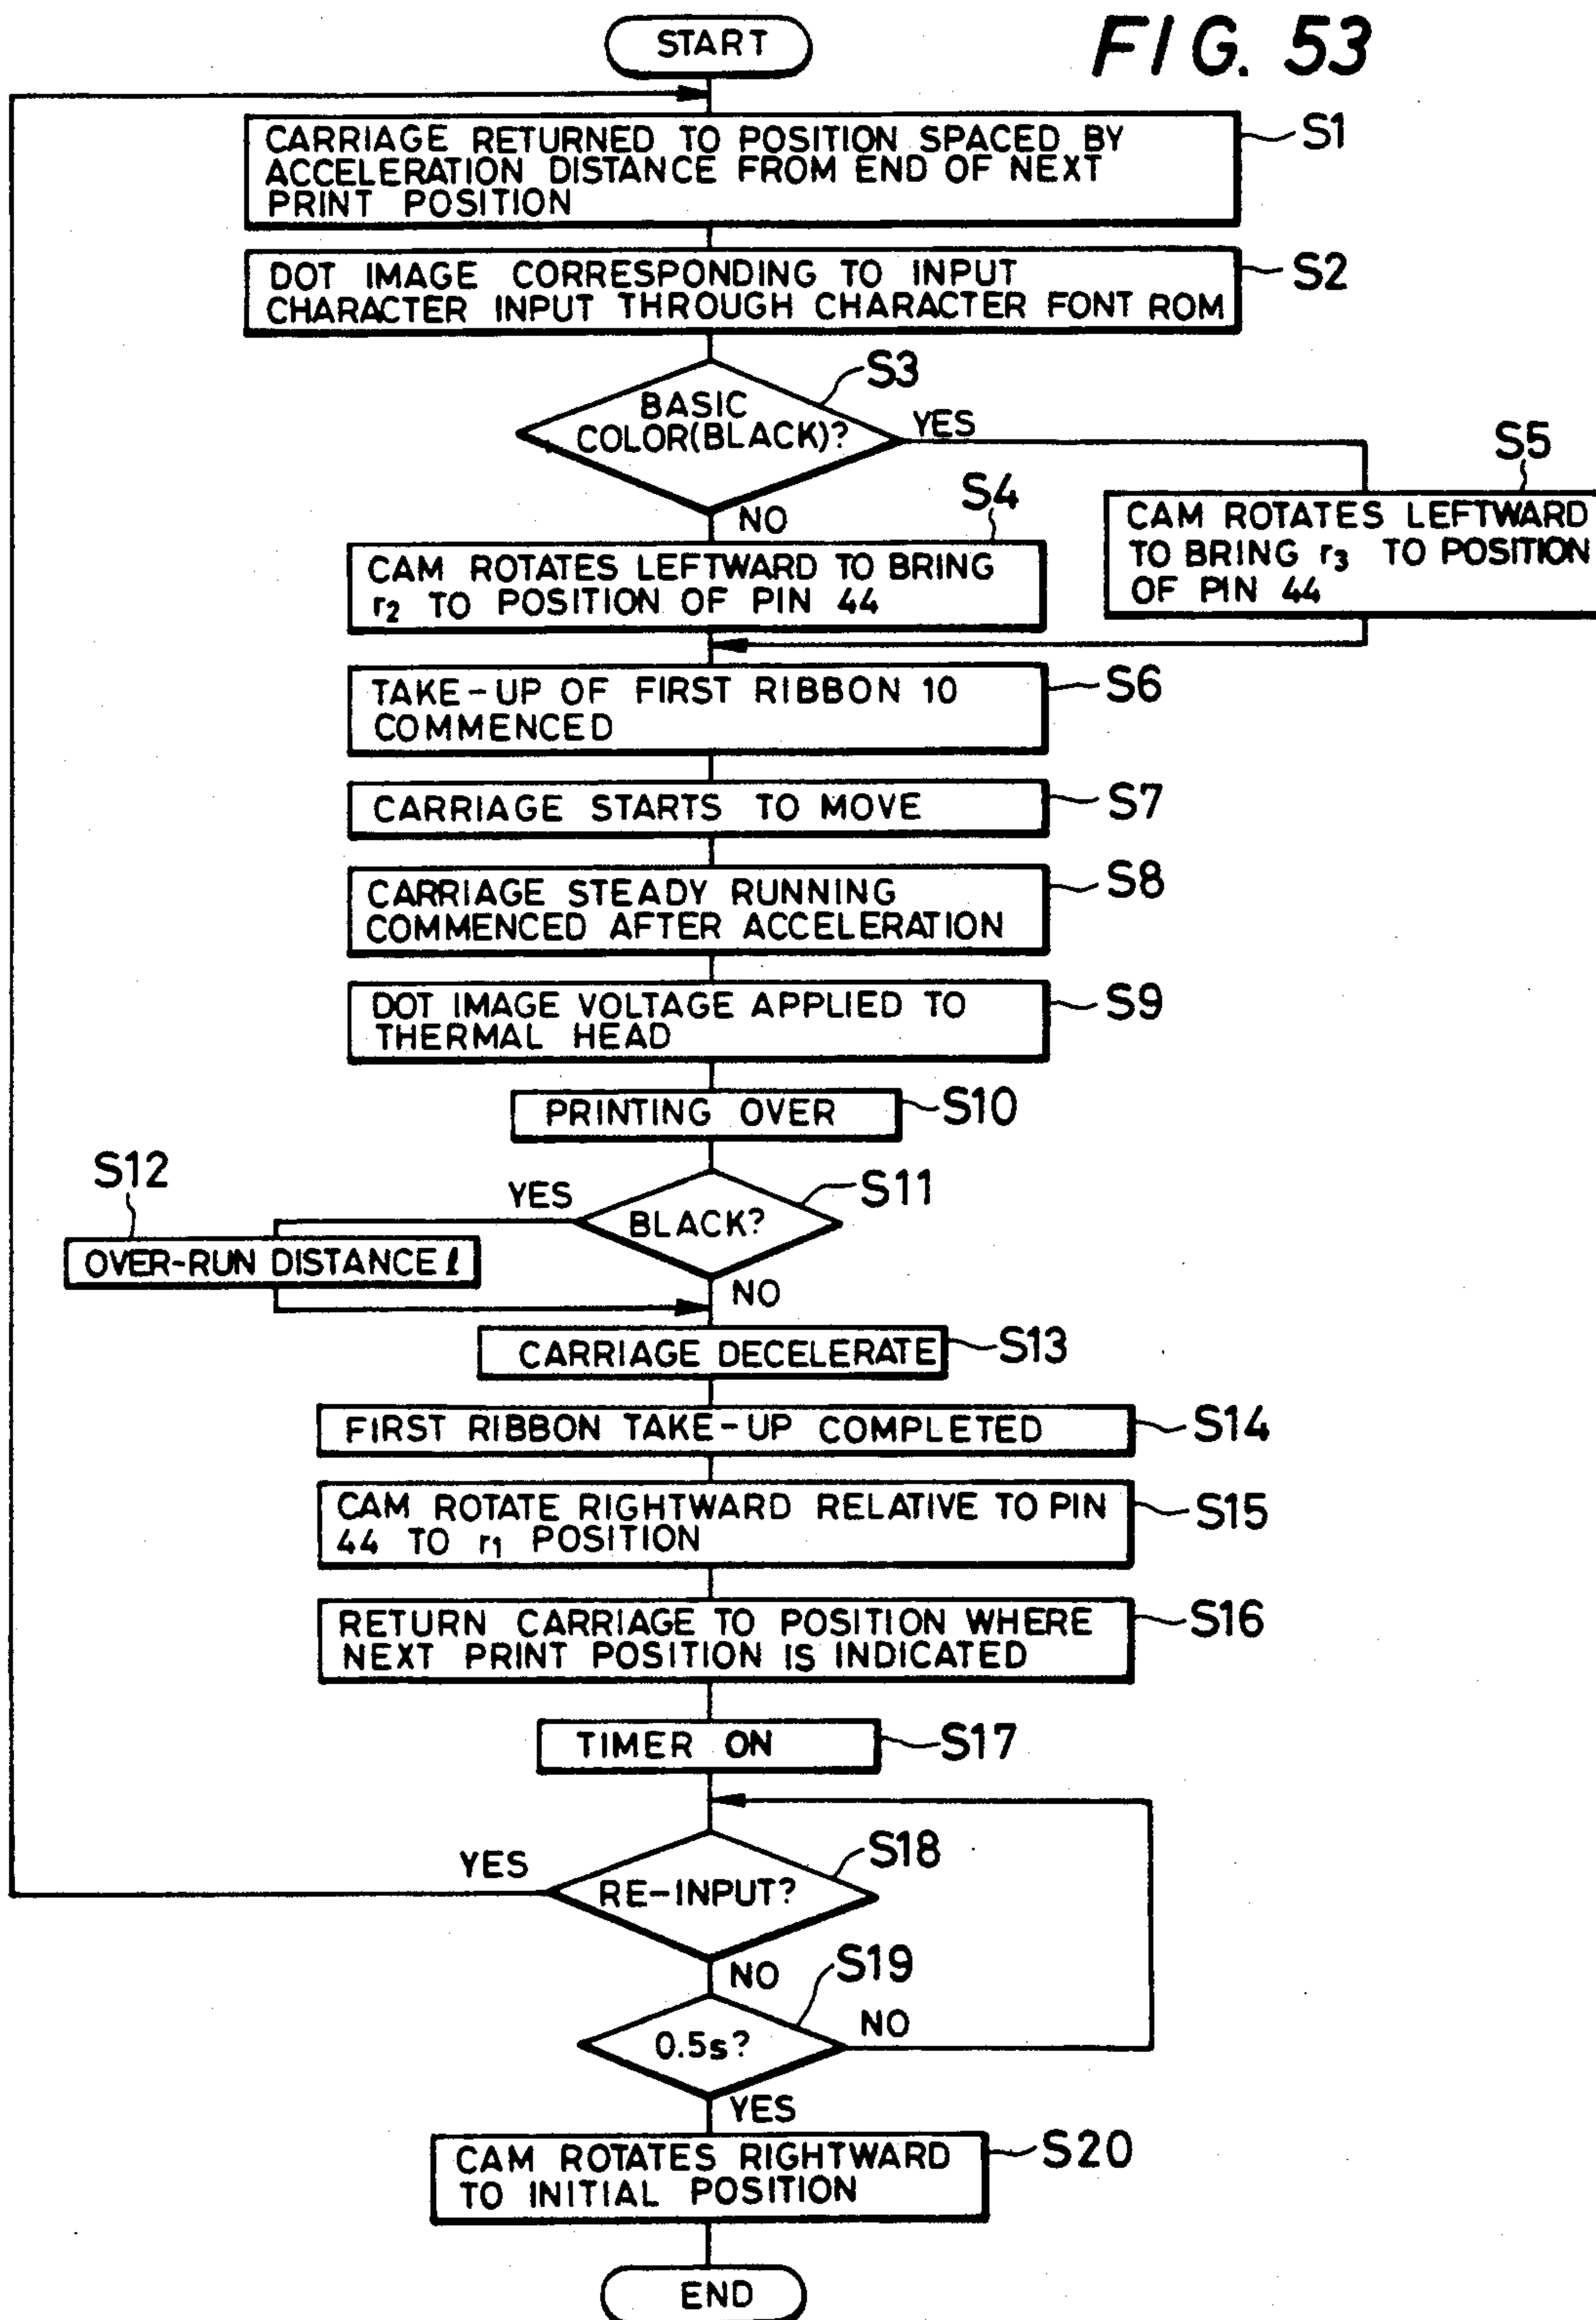 START
FIG. 53
CARRIAGE RETURNED TO POSITION SPACED BY
ACCELERATION DISTANCE FROM END OF NEXT
PRINT POSITION
S1
DOT IMAGE CORRESPONDING TO INPUT
CHARACTER INPUT THROUGH CHARACTER FONT ROM
S2
S3
BASIC
COLOR(BLACK)?
YES
NO
S4
CAM ROTATES LEFTWARD TO BRING
r2 TO POSITION OF PIN 44
S5
CAM ROTATES LEFTWARD
TO BRING r3 TO POSITION
OF PIN 44
TAKE-UP OF FIRST RIBBON 10
COMMENCED
S6
CARRIAGE STARTS TO MOVE
S7
CARRIAGE STEADY RUNNING
COMMENCED AFTER ACCELERATION
S8
DOT IMAGE VOLTAGE APPLIED TO
THERMAL HEAD
S9
PRINTING OVER
S10
BLACK?
S11
YES
S12
OVER-RUN DISTANCE l
NO
CARRIAGE DECELERATE
S13
FIRST RIBBON TAKE-UP COMPLETED
S14
CAM ROTATE RIGHTWARD RELATIVE TO PIN
44 TO r1 POSITION
S15
RETURN CARRIAGE TO POSITION WHERE
NEXT PRINT POSITION IS INDICATED
S16
TIMER ON
S17
RE-INPUT?
S18
YES
NO
S19
0.5s?
NO
YES
CAM ROTATES RIGHTWARD
TO INITIAL POSITION
S20
END